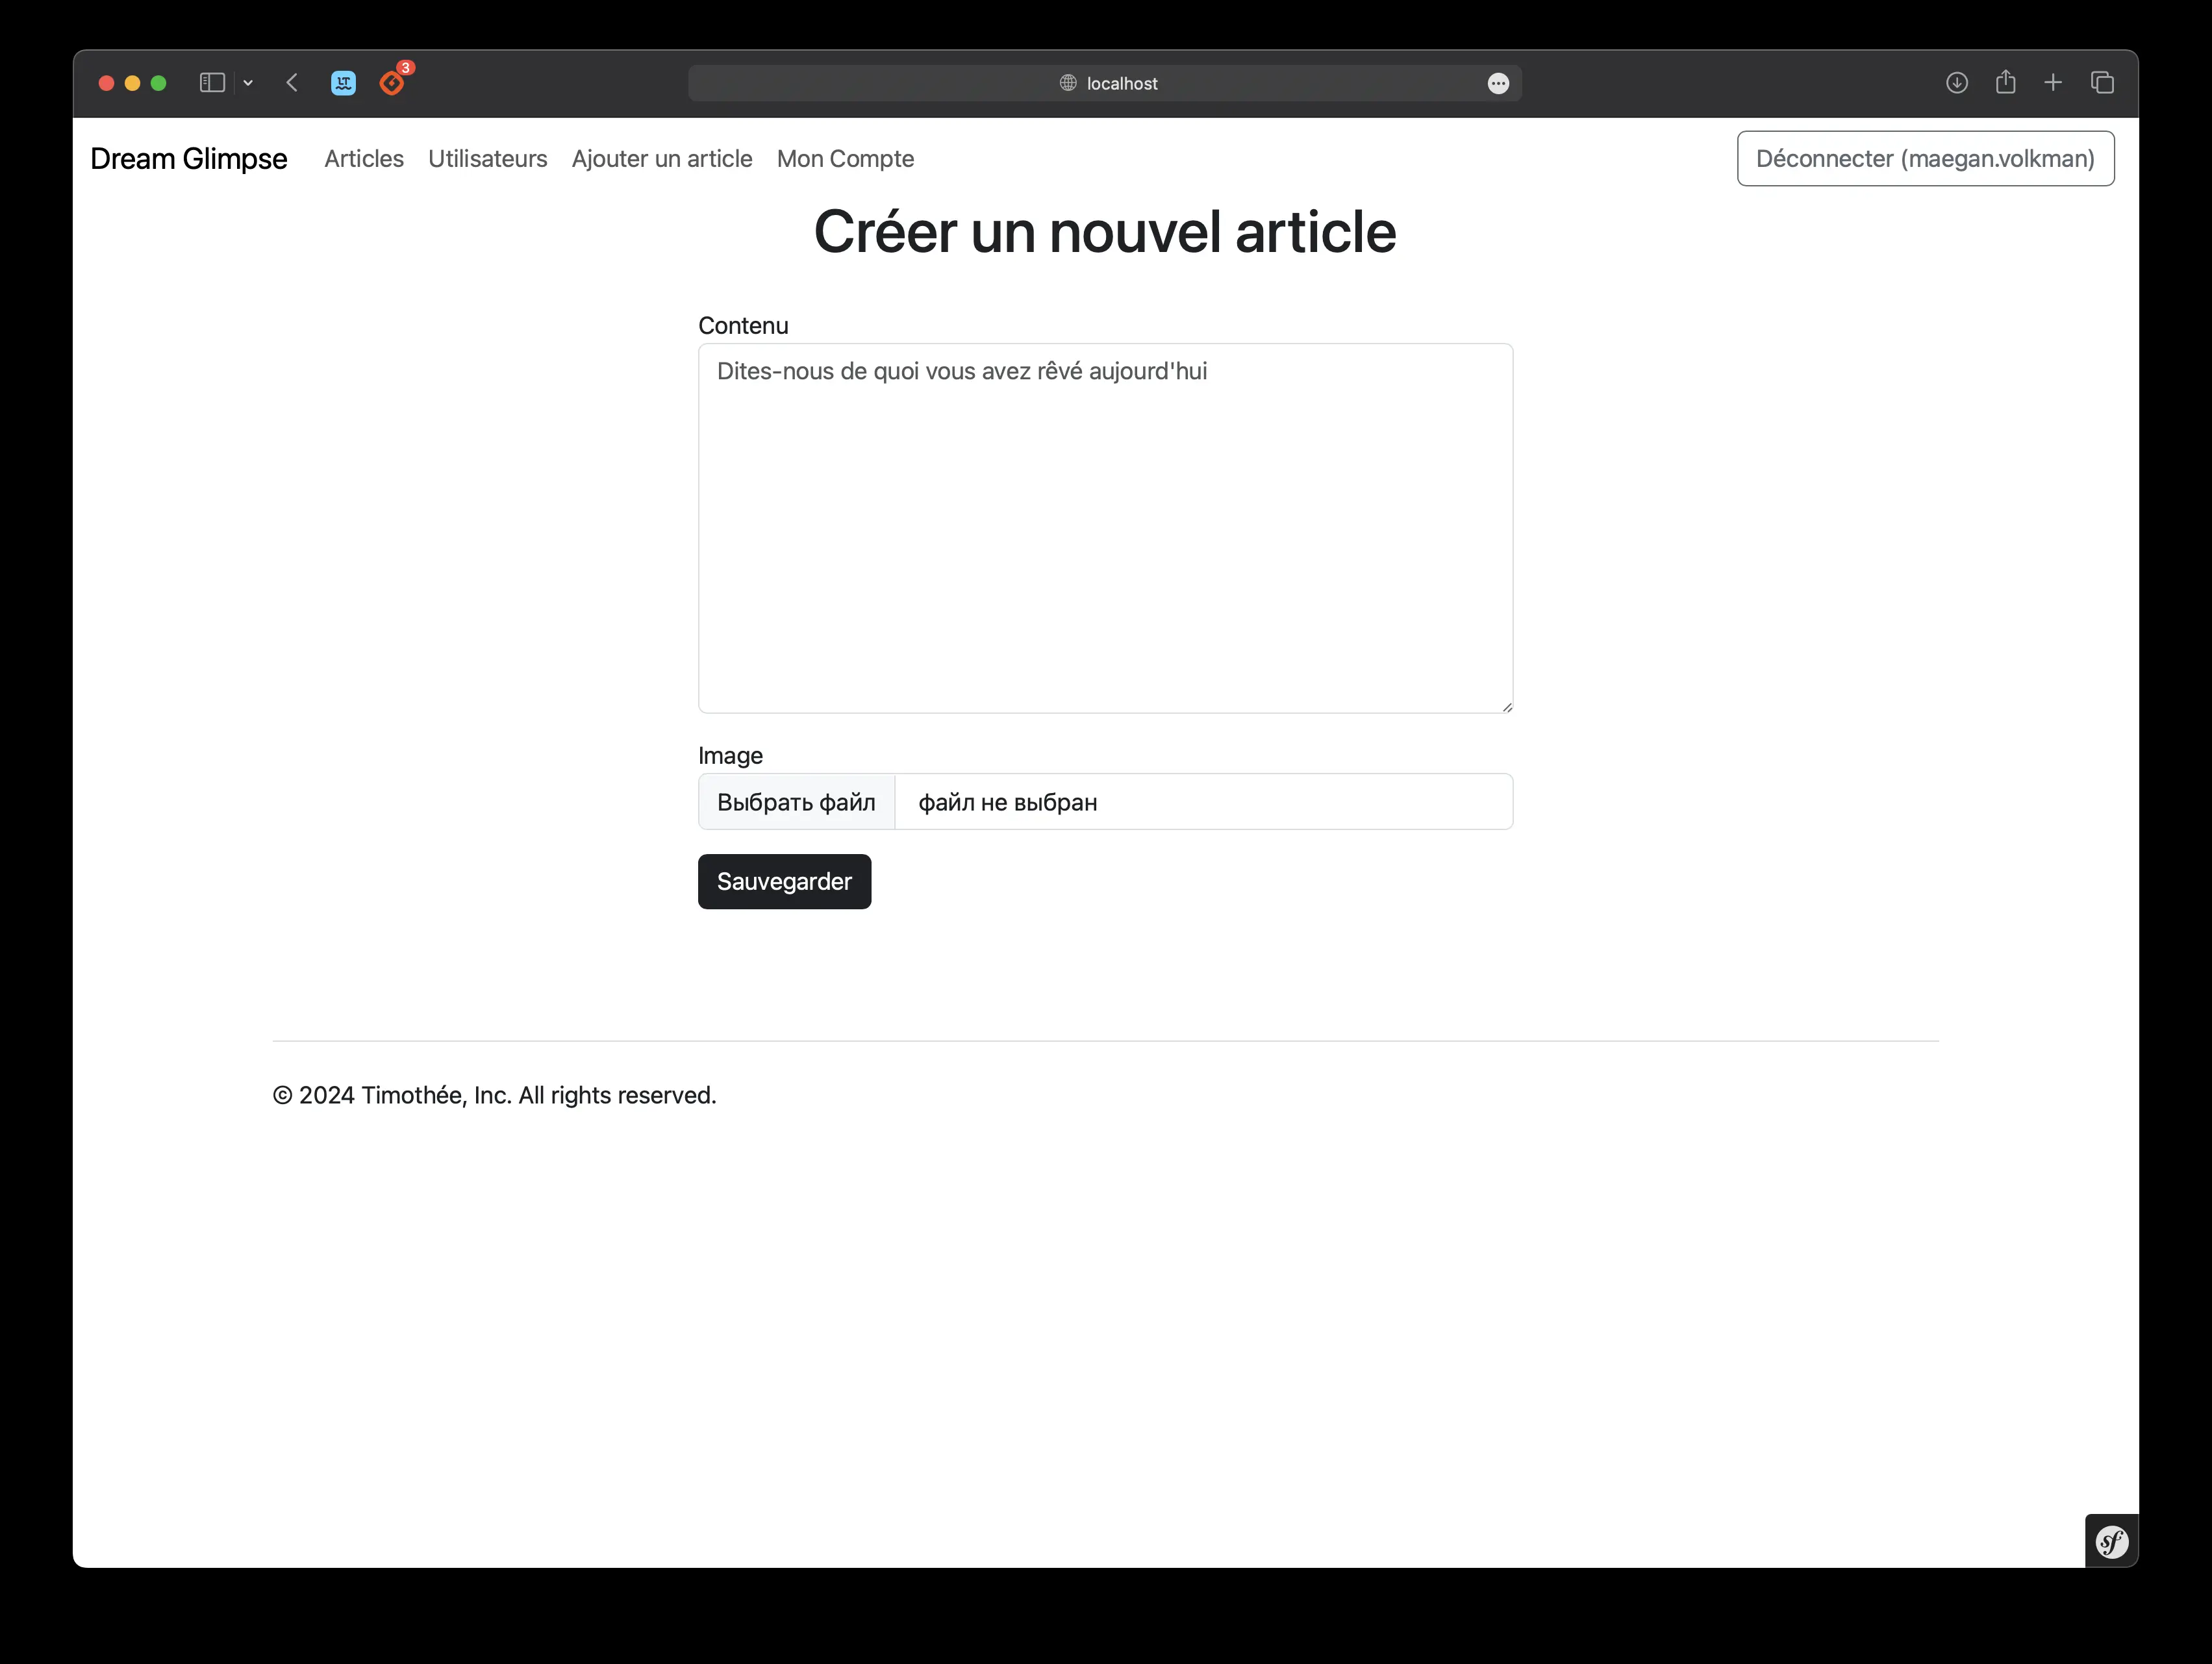 3
localhost
Dream Glimpse Articles Utilisateurs Ajouter un article Mon Compte Déconnecter (maegan.volkman)
Créer un nouvel article
Contenu
Dites-nous de quoi vous avez rêvé aujourd'hui
Image
Выбрать файл файл не выбран
Sauvegarder
© 2024 Timothée, Inc. All rights reserved.
sf